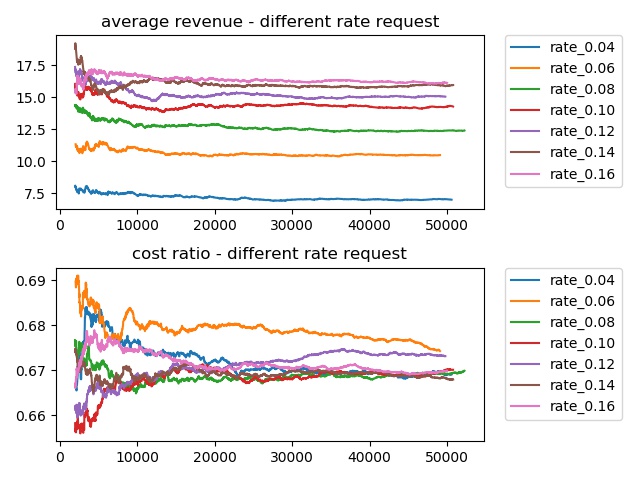 average revenue - different rate request
17.5
15.0
12.5
10.0
7.5
0
10000
20000
30000
40000
50000
rate_0.04
rate_0.06
rate_0.08
rate_0.10
rate_0.12
rate_0.14
rate_0.16
cost ratio - different rate request
0.69
0.68
0.67
0.66
0
10000
20000
30000
40000
50000
rate_0.04
rate_0.06
rate_0.08
rate_0.10
rate_0.12
rate_0.14
rate_0.16